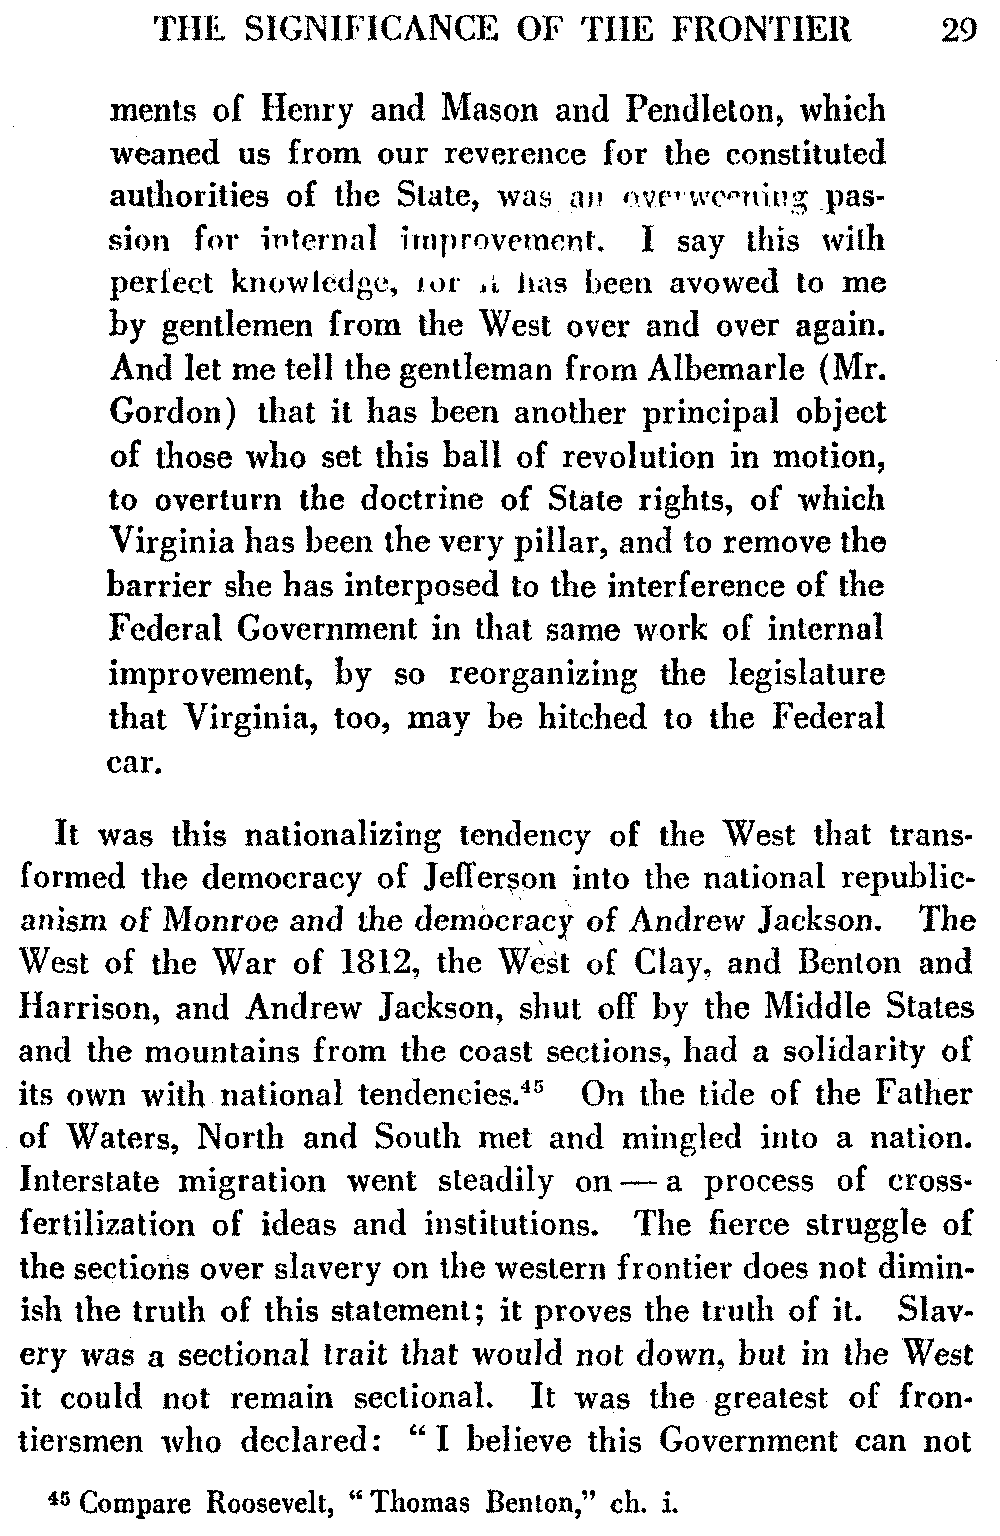 THE SIGNIFICANCE OF THE FRONTIER 29
ments of Henry and Mason and Pendleton, which
weaned us from our reverence for the constituted
authorities of the State, was an overweening pas-
sion for internal improvement. I say this with
perfect knowledge, for it has been avowed to me
by gentlemen from the West over and over again.
And let me tell the gentleman from Albemarle (Mr.
Gordon) that it has been another principal object
of those who set this ball of revolution in motion,
to overturn the doctrine of State rights, of which
Virginia has been the very pillar, and to remove the
barrier she has interposed to the interference of the
Federal Government in that same work of internal
improvement, by so reorganizing the legislature
that Virginia, too, may be hitched to the Federal
car.
It was this nationalizing tendency of the West that trans-
formed the democracy of Jefferson into the national republic-
anism of Monroe and the democracy of Andrew Jackson. The
West of the War of 1812, the West of Clay, and Benton and
Harrison, and Andrew Jackson, shut off by the Middle States
and the mountains from the coast sections, had a solidarity of
its own with national tendencies.⁴⁵ On the tide of the Father
of Waters, North and South met and mingled into a nation.
Interstate migration went steadily on — a process of cross-
fertilization of ideas and institutions. The fierce struggle of
the sections over slavery on the western frontier does not dimin-
ish the truth of this statement; it proves the truth of it. Slav-
ery was a sectional trait that would not down, but in the West
it could not remain sectional. It was the greatest of fron-
tiersmen who declared: " I believe this Government can not
⁴⁵ Compare Roosevelt, " Thomas Benton," ch. i.